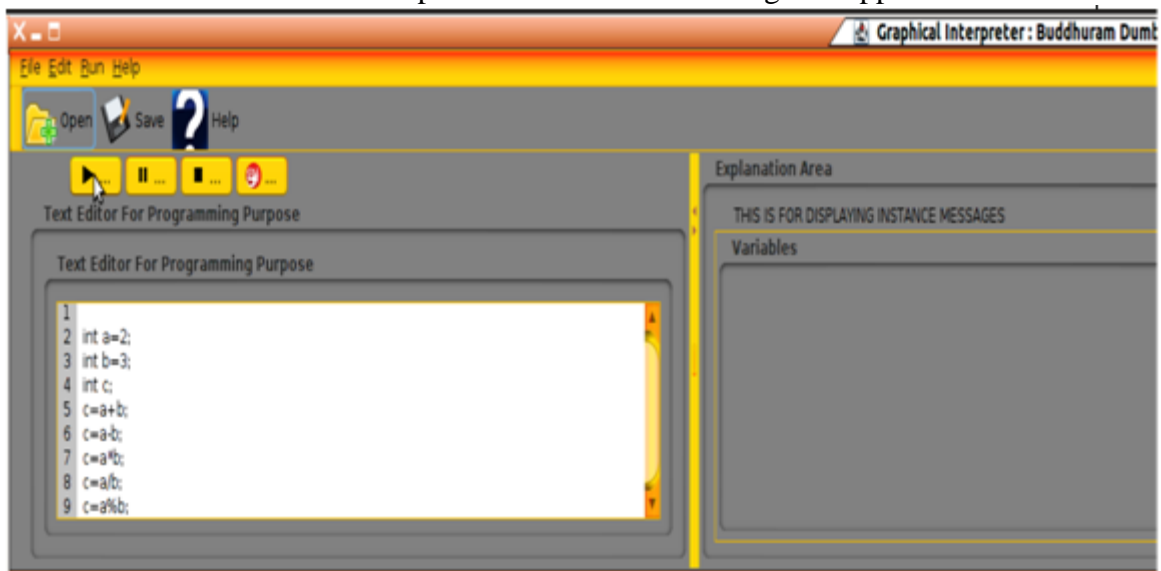 Graphical Interpreter : Buddhuram Dumb
File Edit Run Help
Open Save ? Help
... ... ... ...
Text Editor For Programming Purpose
Text Editor For Programming Purpose
1
2 int a=2;
3 int b=3;
4 int c;
5 c=a+b;
6 c=a-b;
7 c=a*b;
8 c=a/b;
9 c=a%b;
Explanation Area
THIS IS FOR DISPLAYING INSTANCE MESSAGES
Variables